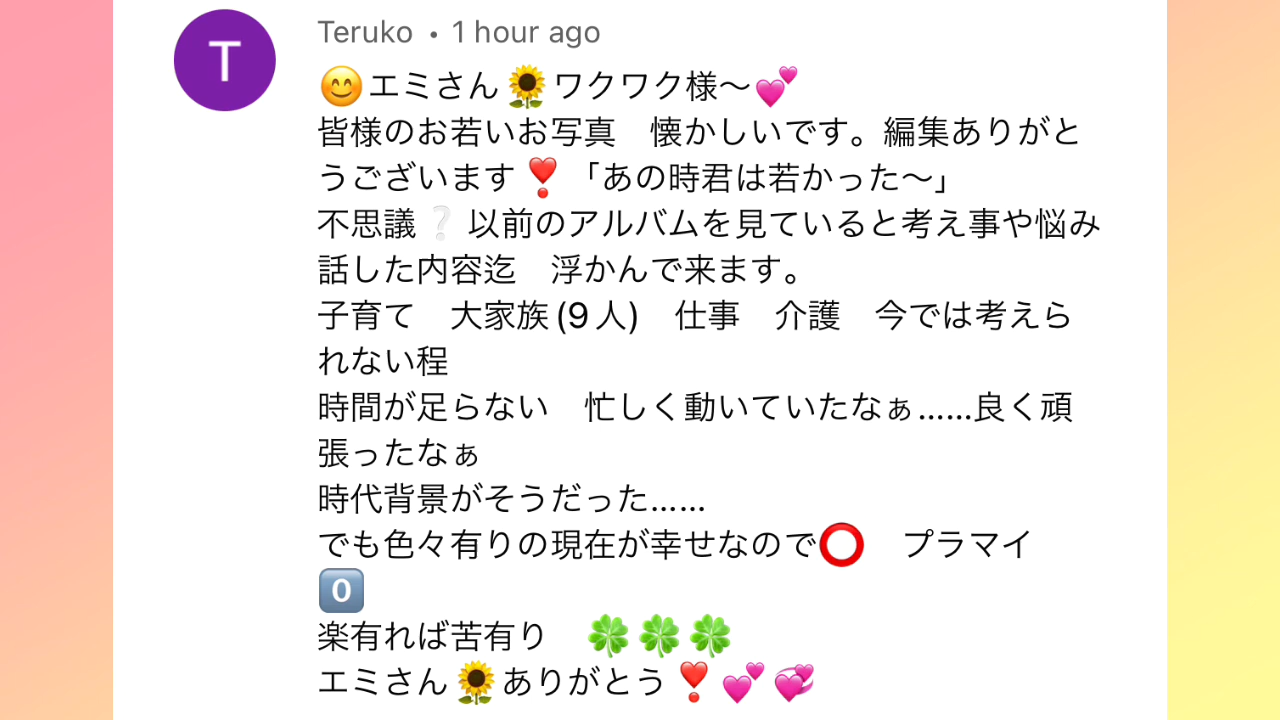 T
Teruko • 1 hour ago
😊エミさん🌻ワクワク様〜💕
皆様のお若いお写真　懐かしいです。編集ありがと
うございます❣️「あの時君は若かった〜」
不思議❔以前のアルバムを見ていると考え事や悩み
話した内容迄　浮かんで来ます。
子育て　大家族(9人)　仕事　介護　今では考えら
れない程
時間が足らない　忙しく動いていたなぁ……良く頑
張ったなぁ
時代背景がそうだった……
でも色々有りの現在が幸せなので⭕️　プラマイ
0️⃣
楽有れば苦有り　🍀🍀🍀
エミさん🌻ありがとう❣️💕💞